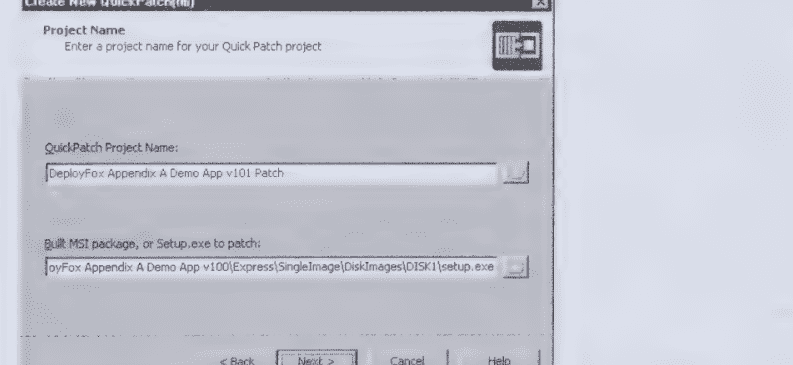 Create New QuickPatch(tm)
Project Name
Enter a project name for your Quick Patch project
QuickPatch Project Name:
DeployFox Appendix A Demo App v101 Patch
Built MSI package, or Setup.exe to patch:
oyFox Appendix A Demo App v100\Express\SingleImage\DiskImages\DISK1\setup.exe
< Back
Next >
Cancel
Help